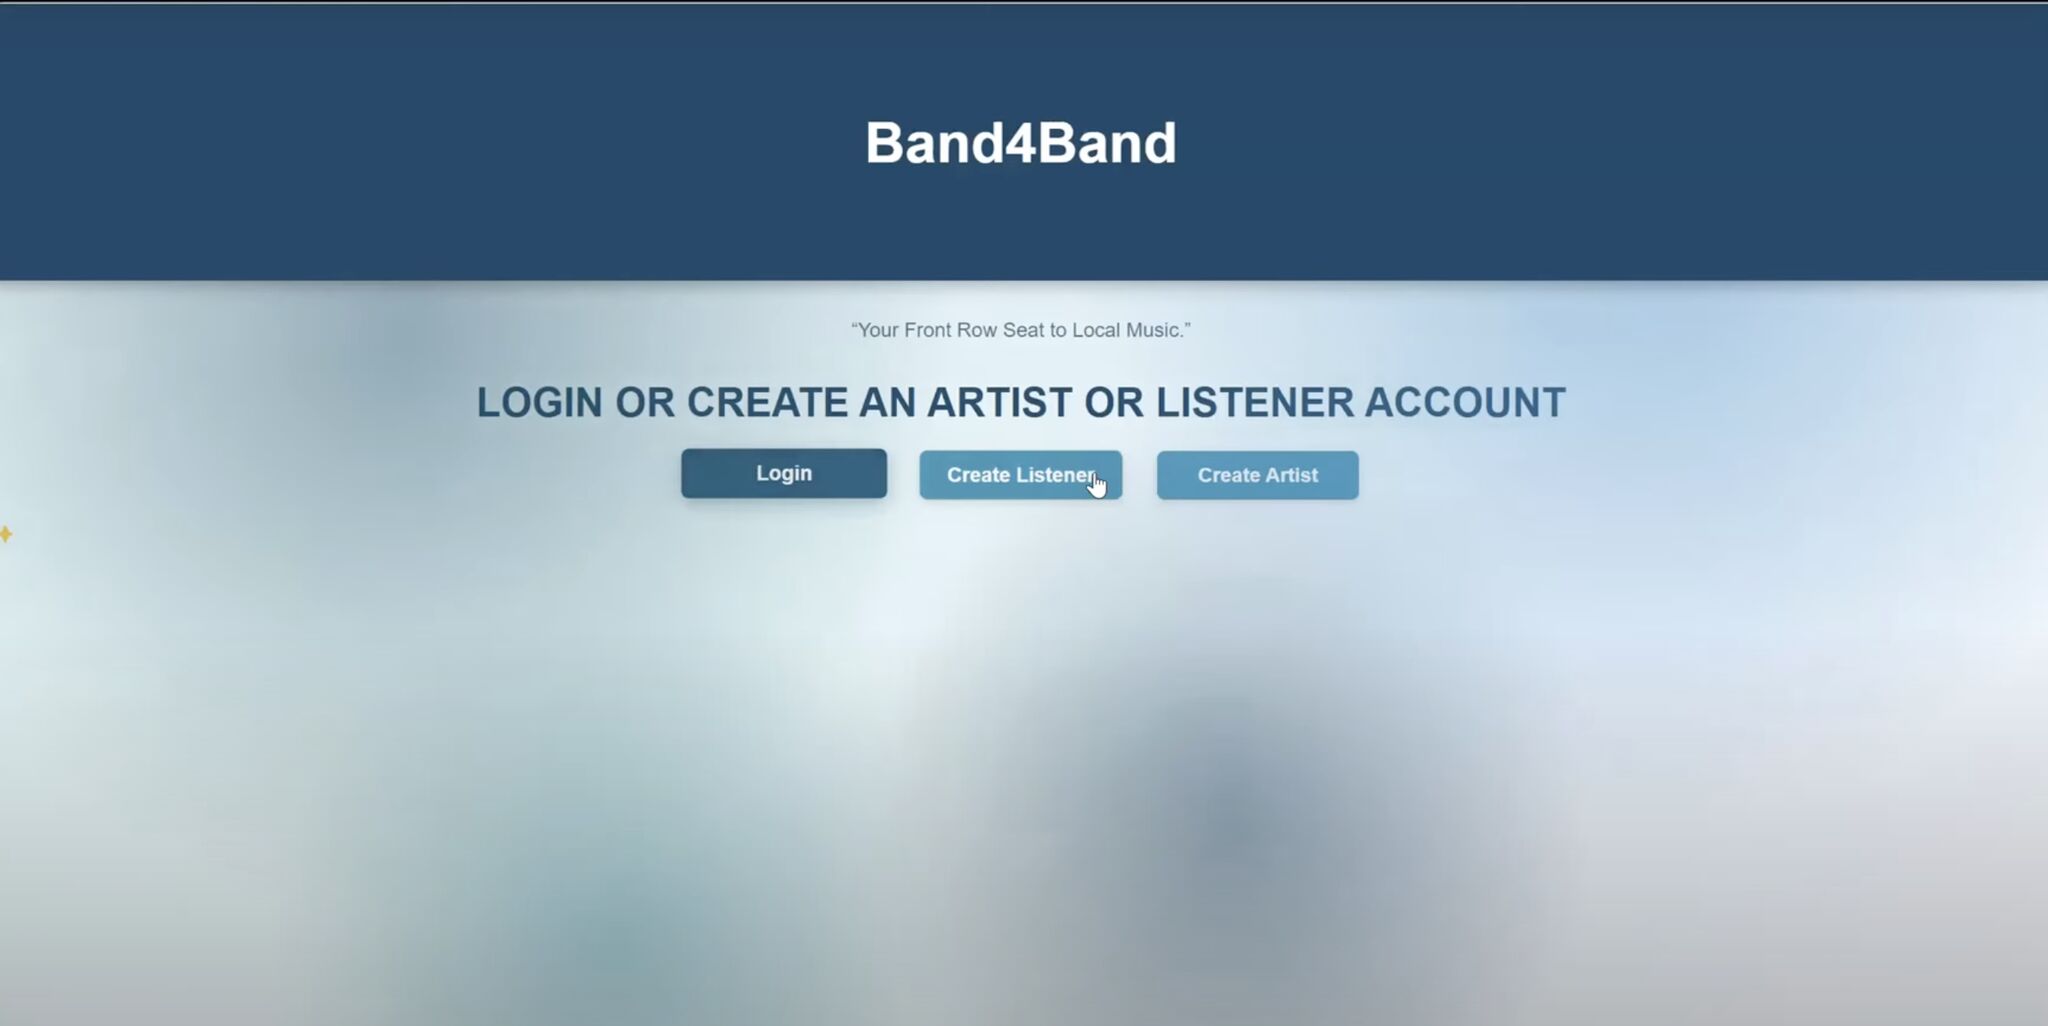 Band4Band
“Your Front Row Seat to Local Music.”
LOGIN OR CREATE AN ARTIST OR LISTENER ACCOUNT
Login
Create Listener
Create Artist